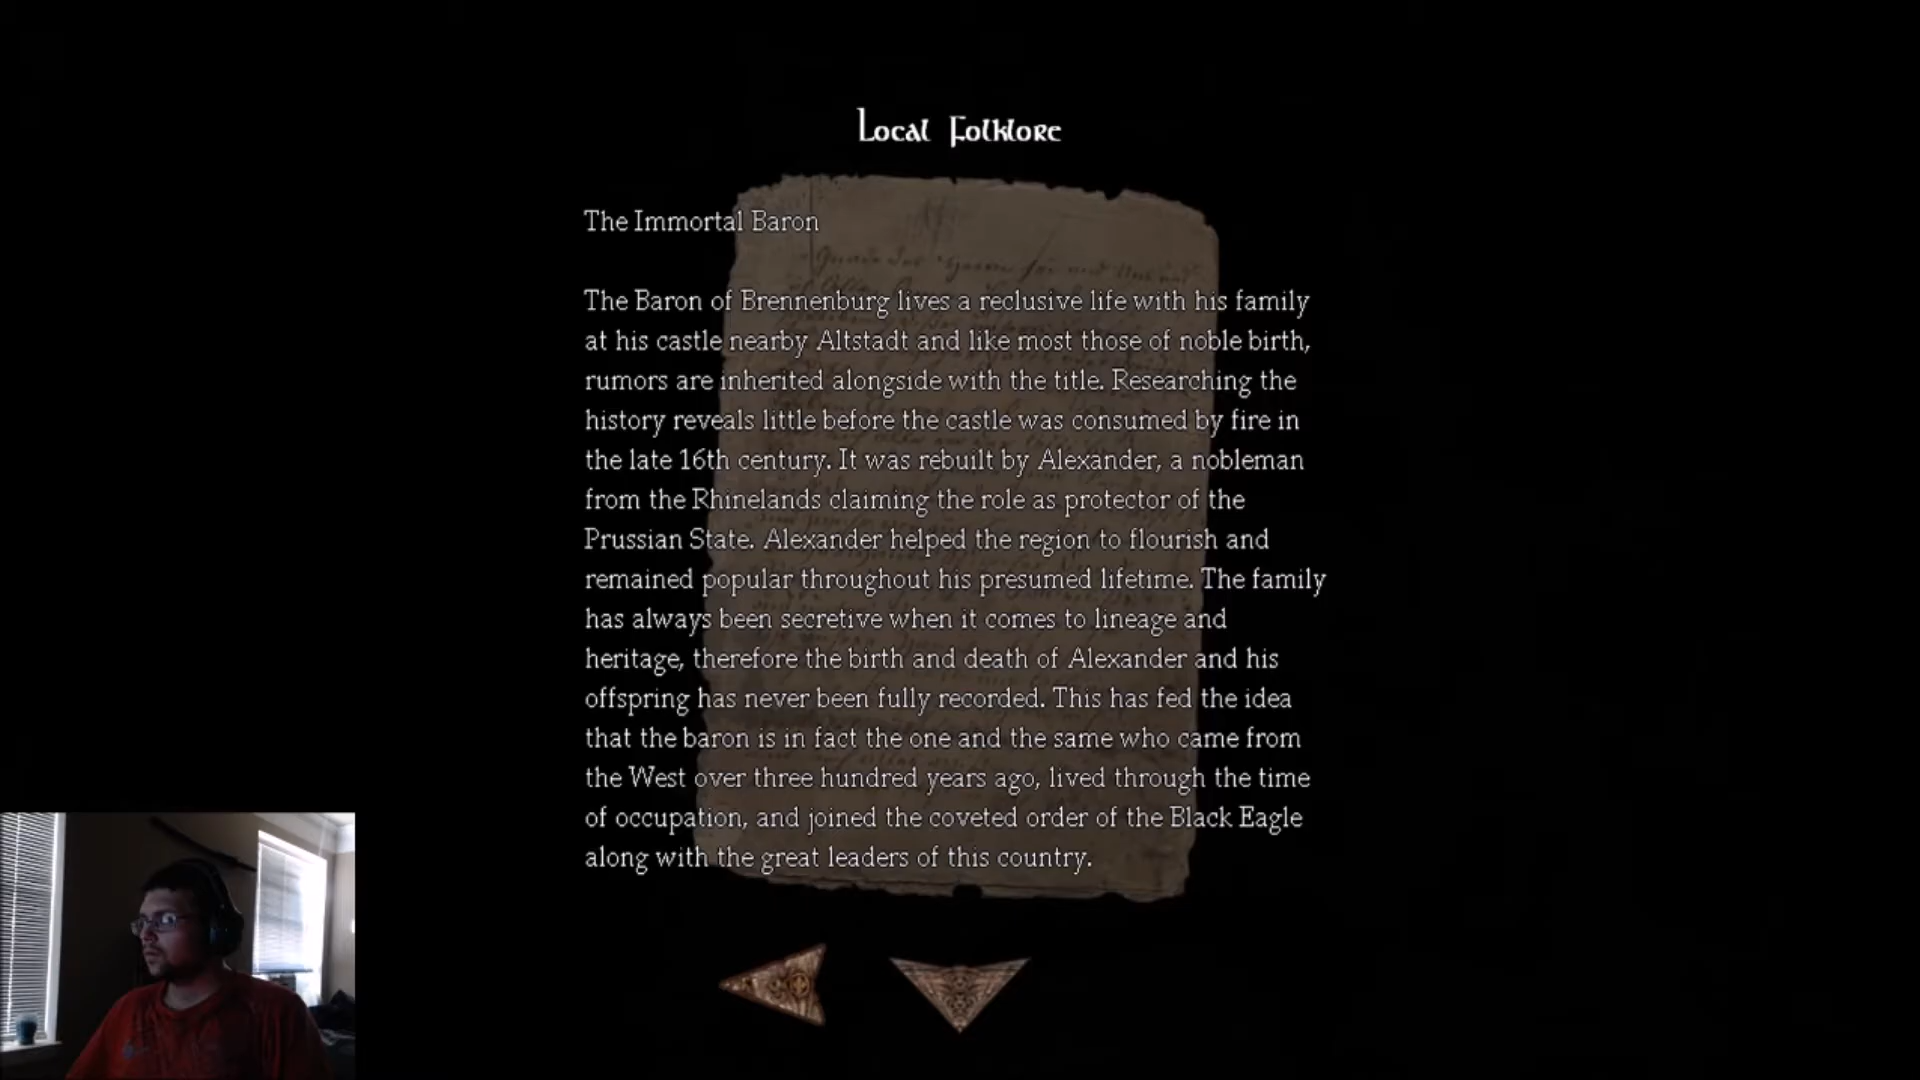 Local Folklore
The Immortal Baron
The Baron of Brennenburg lives a reclusive life with his family
at his castle nearby Altstadt and like most those of noble birth,
rumors are inherited alongside with the title. Researching the
history reveals little before the castle was consumed by fire in
the late 16th century. It was rebuilt by Alexander, a nobleman
from the Rhinelands claiming the role as protector of the
Prussian State. Alexander helped the region to flourish and
remained popular throughout his presumed lifetime. The family
has always been secretive when it comes to lineage and
heritage, therefore the birth and death of Alexander and his
offspring has never been fully recorded. This has fed the idea
that the baron is in fact the one and the same who came from
the West over three hundred years ago, lived through the time
of occupation, and joined the coveted order of the Black Eagle
along with the great leaders of this country.